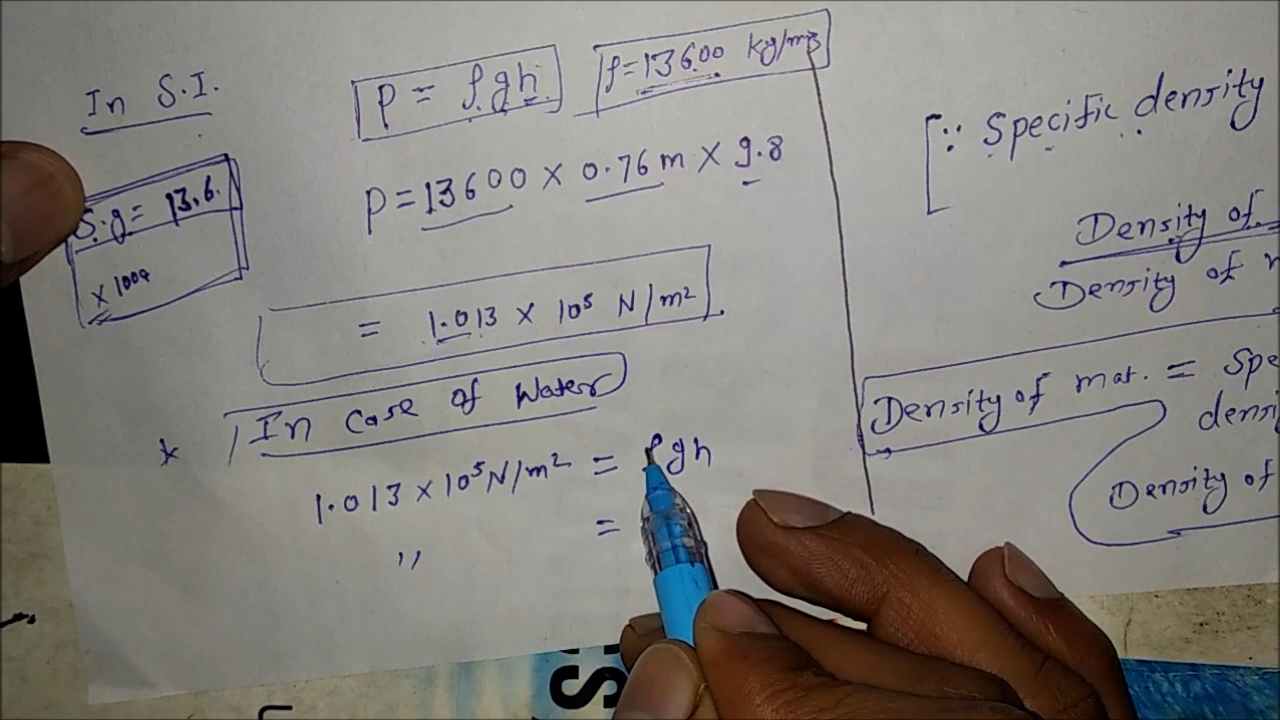 In S.I.
P = ρgh
ρ=13600 kg/m3
S.g= 13.6.
× 1000
P = 13600 × 0.76 m × 9.8
= 1.013 × 10⁵ N/m²
* In Case of Water
1.013 × 10⁵ N/m² = ρgh
,, =
[∵ Specific density
Density of
Density of
Density of mat. = Spe
densi
Density of